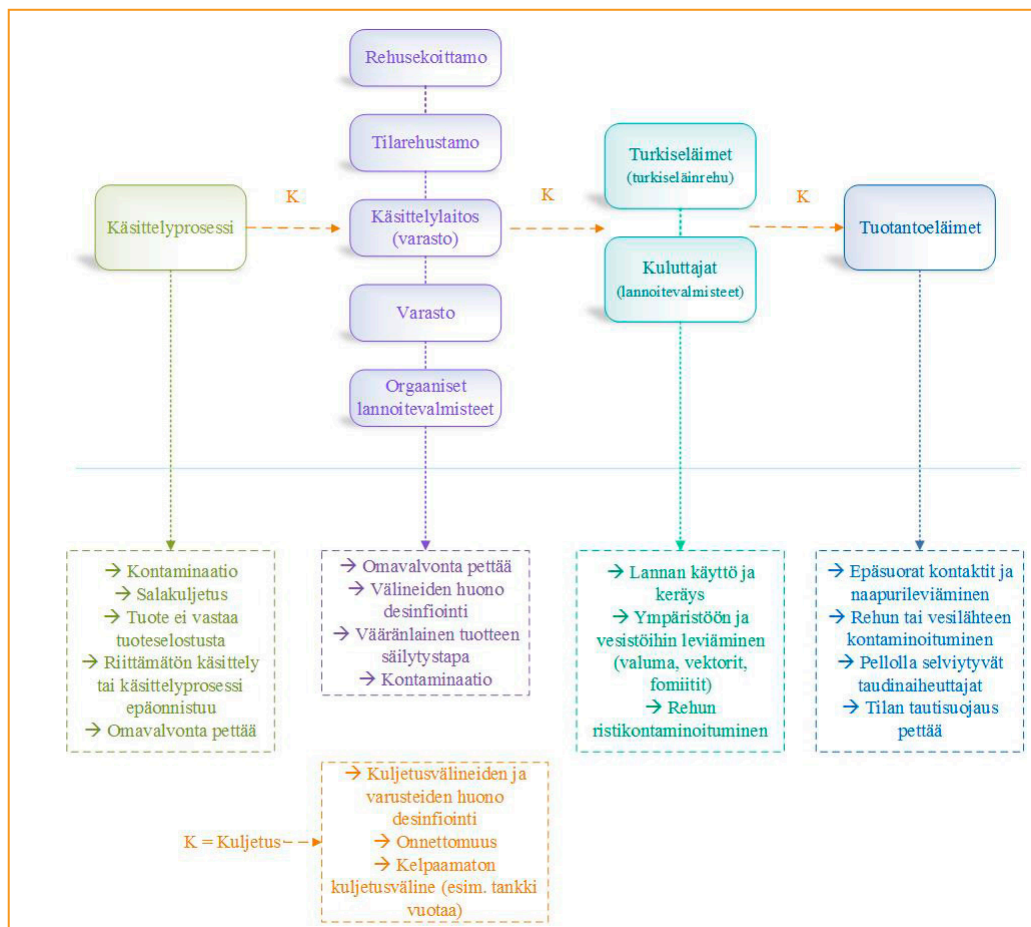 Rehusekoittamo
Tilarehustamo
Käsittelyprosessi
K
Käsittelylaitos
(varasto)
K
Turkiseläimet
(turkiseläinrehu)
K
Tuotantoeläimet
Kuluttajat
(lannoitevalmisteet)
Varasto
Orgaaniset
lannoitevalmisteet
→ Kontaminaatio
→ Salakuljetus
→ Tuote ei vastaa
tuoteselostusta
→ Riittämätön käsittely
tai käsittelyprosessi
epäonnistuu
→ Omavalvonta pettää
→ Omavalvonta pettää
→ Välineiden huono
desinfiointi
→ Vääränlainen tuotteen
säilytystapa
→ Kontaminaatio
→ Lannan käyttö ja
keräys
→ Ympäristöön ja
vesistöihin leviäminen
(valuma, vektorit,
fomiitit)
→ Rehun
ristikontaminoituminen
→ Epäsuorat kontaktit ja
naapurileviäminen
→ Rehun tai vesilähteen
kontaminoituminen
→ Pellolla selviytyvät
taudinaiheuttajat
→ Tilan tautisuojaus
pettää
K = Kuljetus
→ Kuljetusvälineiden ja
varusteiden huono
desinfiointi
→ Onnettomuus
→ Kelpaamaton
kuljetusväline (esim. tankki
vuotaa)